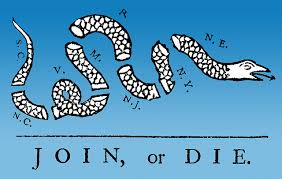 R.
S.C.
M.
N.E.
V.
N.Y.
N.J.
N.C.
JOIN, or DIE.